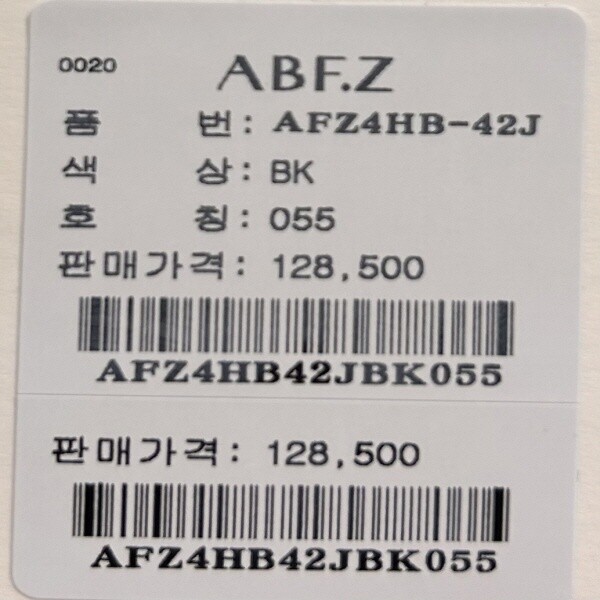 0020 ABF.Z
품 번: AFZ4HB-42J
색 상: BK
호 칭: 055
판매가격: 128,500
AFZ4HB42JBK055
판매가격: 128,500
AFZ4HB42JBK055